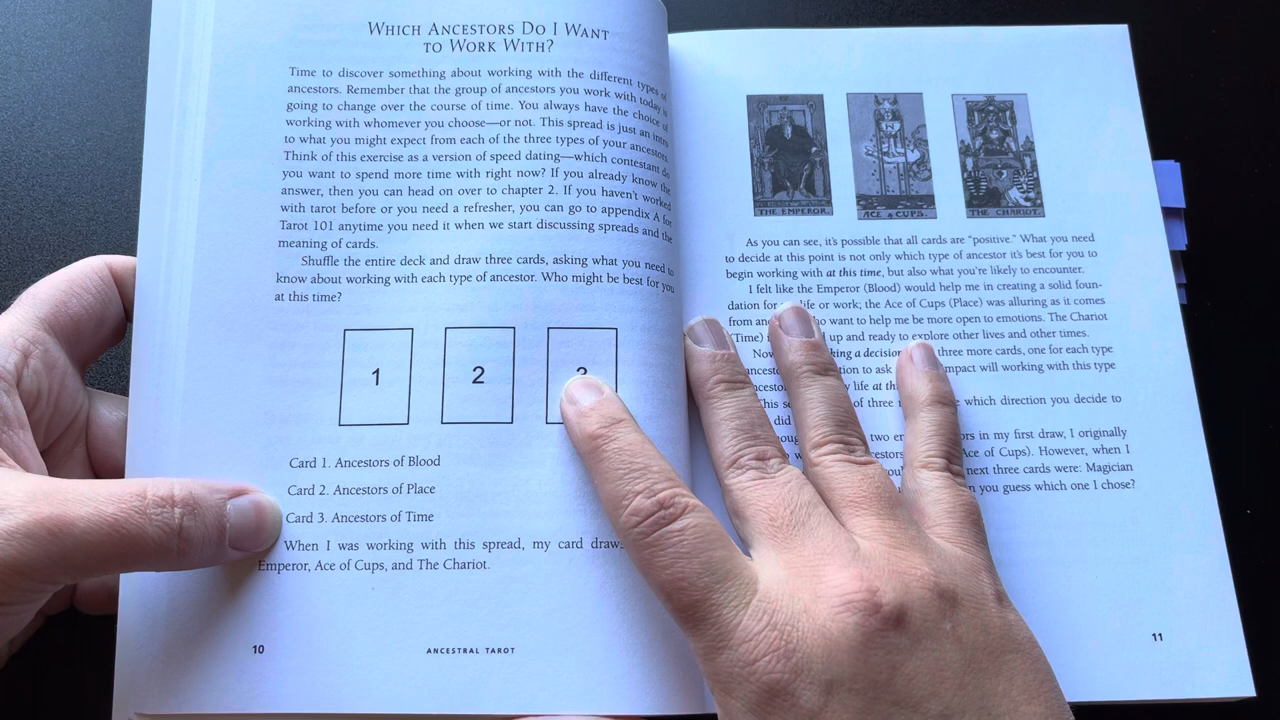 WHICH ANCESTORS DO I WANT
TO WORK WITH?
Time to discover something about working with the different types of
ancestors. Remember that the group of ancestors you work with today is
going to change over the course of time. You always have the choice of
working with whomever you choose—or not. This spread is just an intro
to what you might expect from each of the three types of your ancestors.
Think of this exercise as a version of speed dating—which contestant do
you want to spend more time with right now? If you already know the
answer, then you can head on over to chapter 2. If you haven't worked
with tarot before or you need a refresher, you can go to appendix A for
Tarot 101 anytime you need it when we start discussing spreads and the
meaning of cards.
Shuffle the entire deck and draw three cards, asking what you need to
know about working with each type of ancestor. Who might be best for you
at this time?
1 2
Card 1. Ancestors of Blood
Card 2. Ancestors of Place
Card 3. Ancestors of Time
When I was working with this spread, my card draw
Emperor, Ace of Cups, and The Chariot.
10 ANCESTRAL TAROT
THE EMPEROR. ACE of CUPS. THE CHARIOT.
As you can see, it's possible that all cards are "positive." What you need
to decide at this point is not only which type ancestor it's best for you to
begin working with at this time, but also what you're likely to encounter.
I felt like the Emperor (Blood) would help me in creating a solid foun-
dation for life or work; the Ace of Cups (Place) was alluring as it comes
from who want to help me be more open to emotions. The Chariot
(Time) up and ready to explore other lives and other times.
king a decision three more cards, one for each type
tion to ask impact will working with this type
life at
of three which direction you decide to
did
two in my first draw, I originally
Ace of Cups). However, when I
next three cards were: Magician
you guess which one I chose?
11